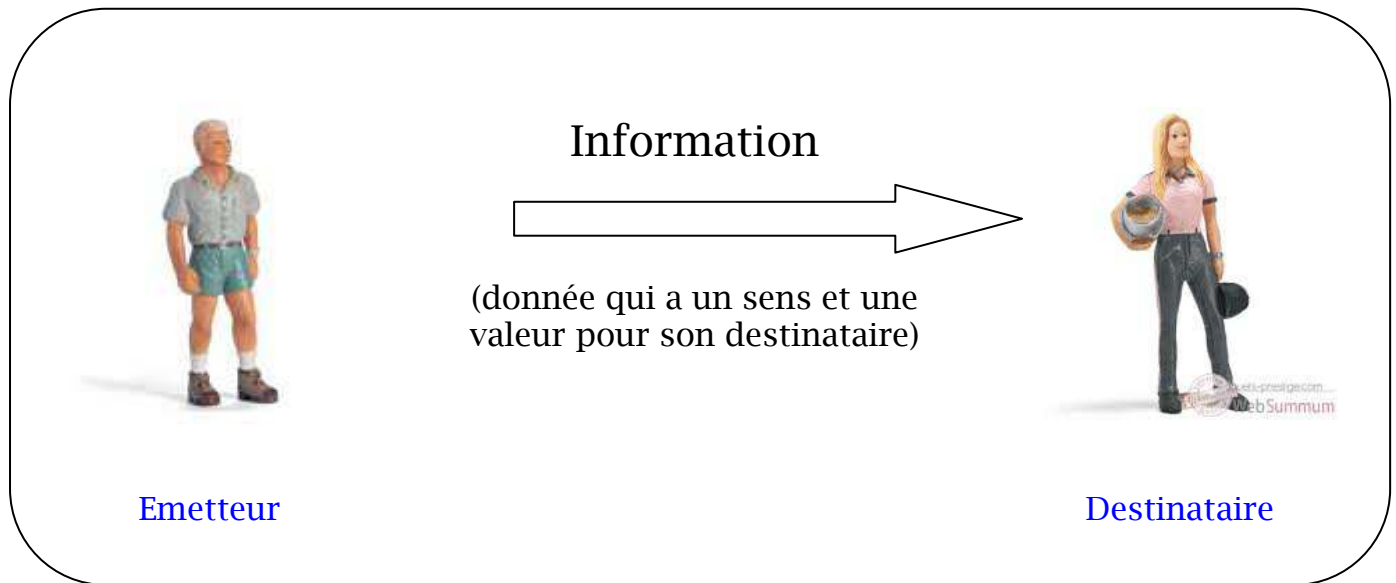 Information
(donnée qui a un sens et une
valeur pour son destinataire)
WebSummum
Emetteur
Destinataire